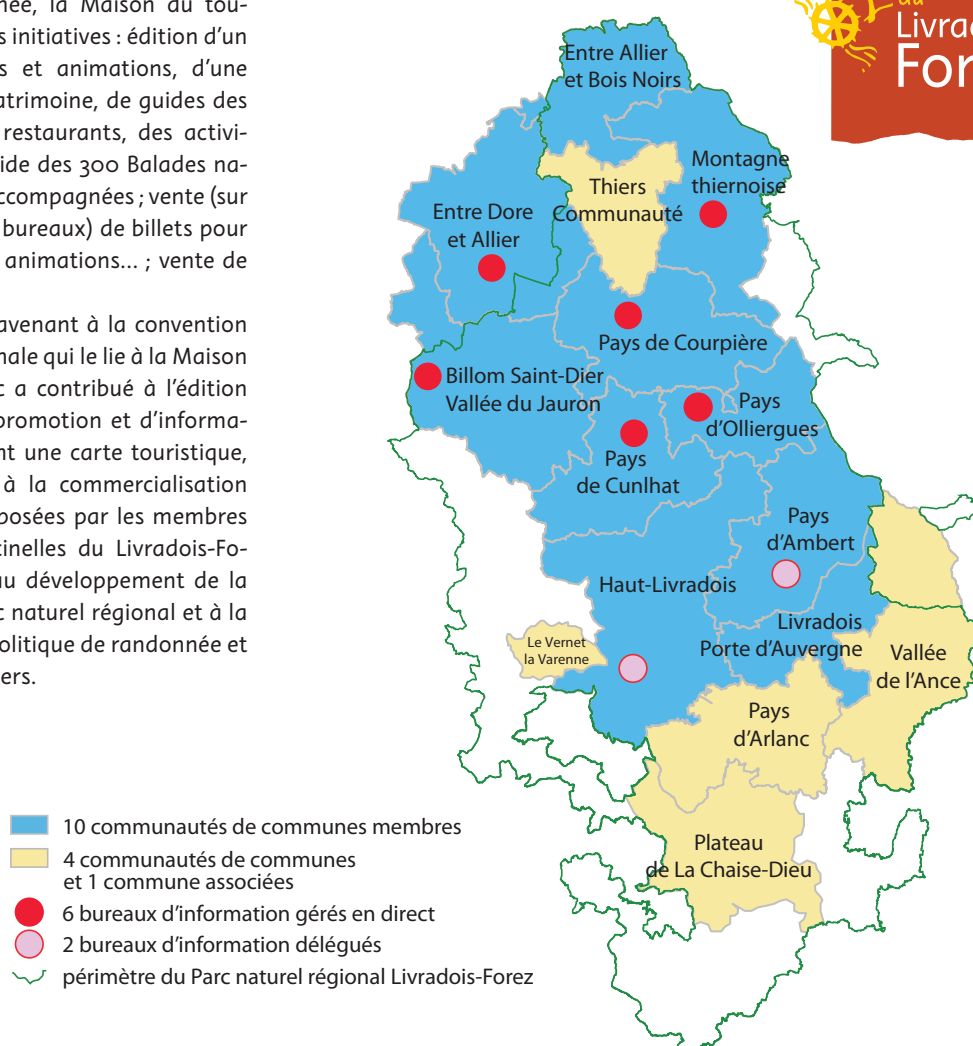 née, la Maison du tou-
s initiatives : édition d'un
s et animations, d'une
atrimoine, de guides des
restaurants, des activi-
ide des 300 Balades na-
ccompagnées ; vente (sur
bureaux) de billets pour
animations... ; vente de
avenant à la convention
nale qui le lie à la Maison
c a contribué à l'édition
promotion et d'informa-
nt une carte touristique,
à la commercialisation
posées par les membres
cinelles du Livradois-Fo-
au développement de la
c naturel régional et à la
olitique de randonnée et
ers.
du
Livrad
For
Entre Allier
et Bois Noirs
Montagne
thiernoise
Thiers
Communauté
Entre Dore
et Allier
Pays de Courpière
Billom Saint-Dier
Vallée du Jauron
Pays
d'Olliergues
Pays
de Cunlhat
Pays
d'Ambert
Haut-Livradois
Livradois
Porte d'Auvergne
Le Vernet
la Varenne
Vallée
de l'Ance
Pays
d'Arlanc
Plateau
de La Chaise-Dieu
10 communautés de communes membres
4 communautés de communes
et 1 commune associées
6 bureaux d'information gérés en direct
2 bureaux d'information délégués
périmètre du Parc naturel régional Livradois-Forez